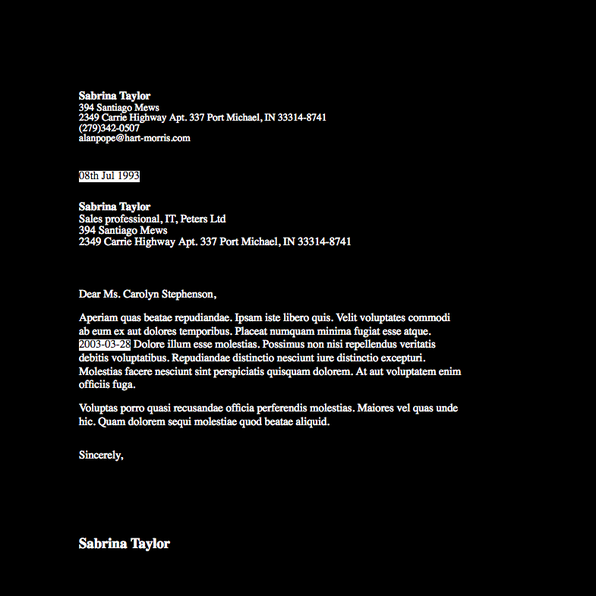 Sabrina Taylor
394 Santiago Mews
2349 Carrie Highway Apt. 337 Port Michael, IN 33314-8741
(279)342-0507
alanpope@hart-morris.com
08th Jul 1993
Sabrina Taylor
Sales professional, IT, Peters Ltd
394 Santiago Mews
2349 Carrie Highway Apt. 337 Port Michael, IN 33314-8741
Dear Ms. Carolyn Stephenson,
Aperiam quas beatae repudiandae. Ipsam iste libero quis. Velit voluptates commodi
ab eum ex aut dolores temporibus. Placeat numquam minima fugiat esse atque.
2003-03-28 Dolore illum esse molestias. Possimus non nisi repellendus veritatis
debitis voluptatibus. Repudiandae distinctio nesciunt iure distinctio excepturi.
Molestias facere nesciunt sint perspiciatis quisquam dolorem. At aut voluptatem enim
officiis fuga.
Voluptas porro quasi recusandae officia perferendis molestias. Maiores vel quas unde
hic. Quam dolorem sequi molestiae quod beatae aliquid.
Sincerely,
Sabrina Taylor